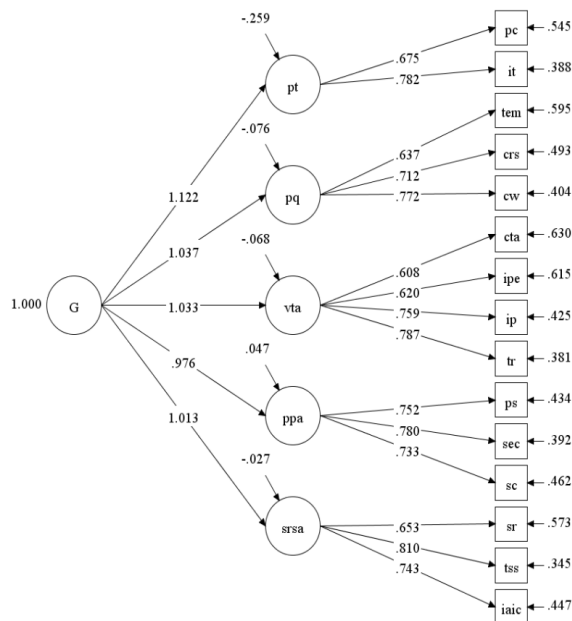 -.259
pc
.545
.675
pt
.782
it
.388
-.076
tem
.595
.637
crs
.493
1.122
pq
.712
.772
cw
.404
1.037
-.068
cta
.630
.608
ipe
.615
.620
1.000
G
1.033
vta
.759
ip
.425
.787
tr
.381
.976
.047
ps
.434
.752
ppa
.780
sec
.392
1.013
.733
sc
.462
-.027
.653
sr
.573
srsa
.810
tss
.345
.743
iaic
.447